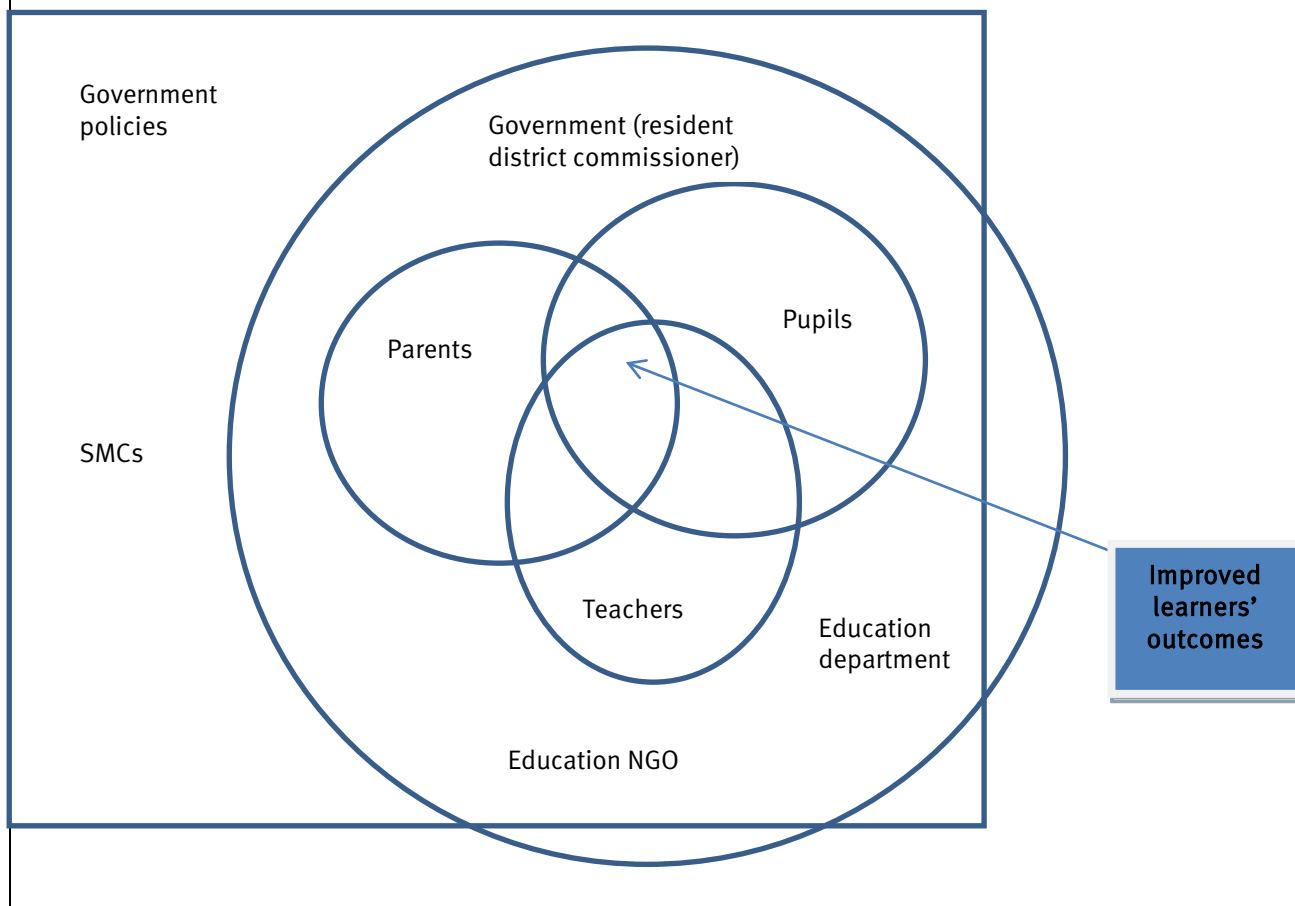 Government
policies
Government (resident
district commissioner)
Pupils
Parents
SMCs
Improved
learners’
outcomes
Teachers
Education
department
Education NGO